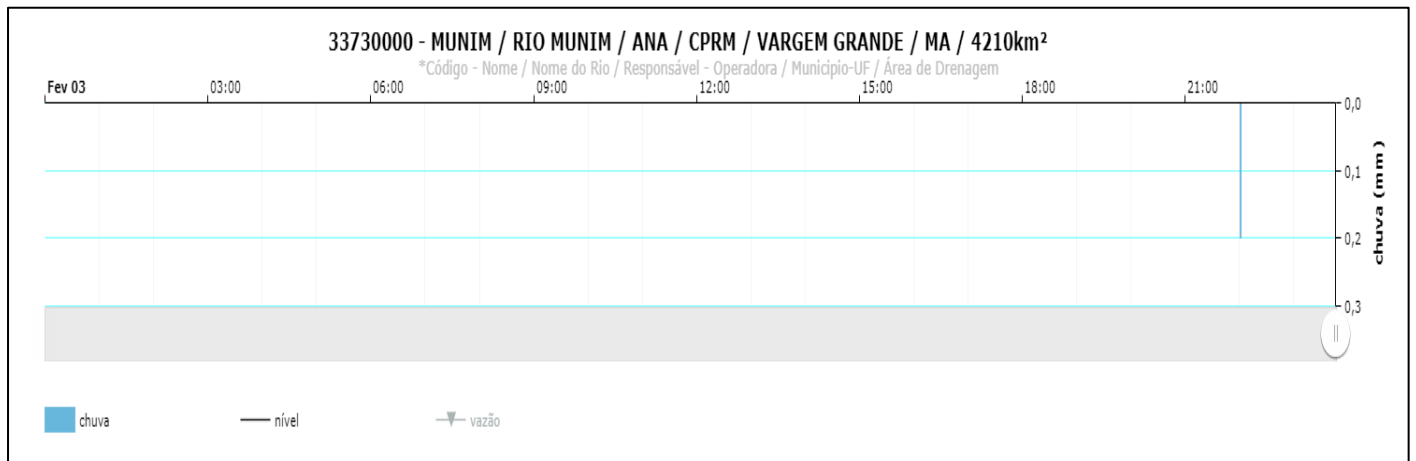 33730000 - MUNIM / RIO MUNIM / ANA / CPRM / VARGEM GRANDE / MA / 4210km²
*Código - Nome / Nome do Rio / Responsável - Operadora / Municipio-UF / Área de Drenagem
Fev 03 03:00 06:00 09:00 12:00 15:00 18:00 21:00
0,0
0,1
0,2
0,3
chuva (mm)
chuva nível vazão